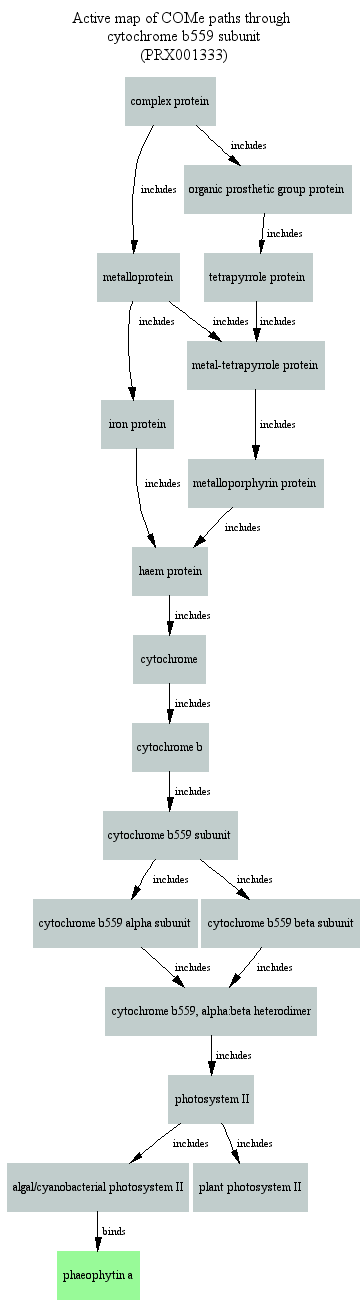 Active map of COMe paths through
cytochrome b559 subunit
(PRX001333)
complex protein
includes
includes
organic prosthetic group protein
includes
metalloprotein
tetrapyrrole protein
includes
includes
includes
metal-tetrapyrrole protein
iron protein
includes
includes
metalloporphyrin protein
includes
haem protein
includes
cytochrome
includes
cytochrome b
includes
cytochrome b559 subunit
includes
includes
cytochrome b559 alpha subunit
cytochrome b559 beta subunit
includes
includes
cytochrome b559, alpha:beta heterodimer
includes
photosystem II
includes
includes
algal/cyanobacterial photosystem II
plant photosystem II
binds
phaeophytin a